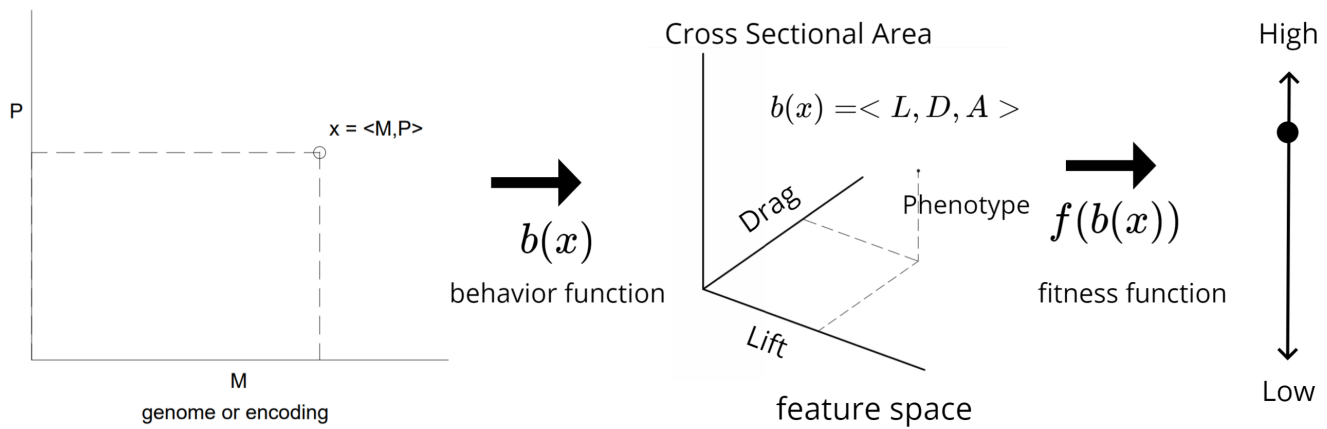 P
x = <M,P>
M
genome or encoding
b(x)
behavior function
Cross Sectional Area
b(x) =< L, D, A >
Drag
Phenotype
Lift
feature space
f(b(x))
fitness function
High
Low